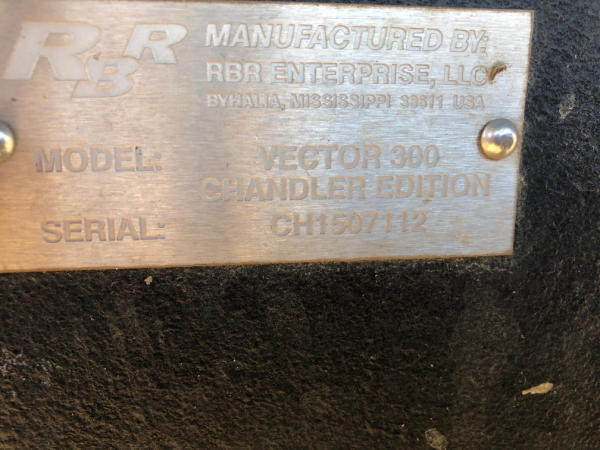 RBR
MANUFACTURED BY:
RBR ENTERPRISE, LLC
BYHALIA, MISSISSIPPI 38611 USA
MODEL: VECTOR 300
CHANDLER EDITION
SERIAL: CH1507112